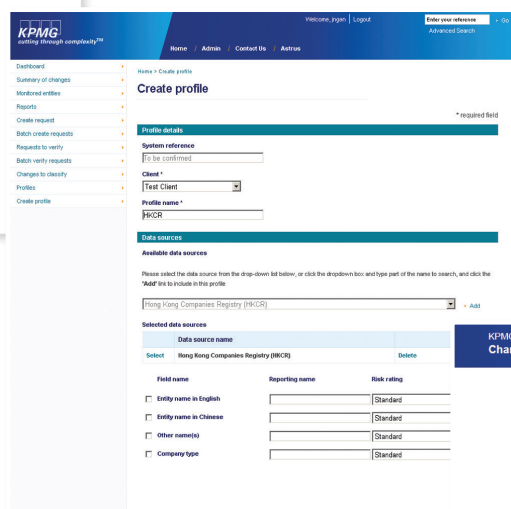 Welcome, jngan | Logout
Enter your reference
Go
Advanced Search
KPMG
cutting through complexity™
Home / Admin / Contact Us / Astrus
Dashboard
Summary of changes
Monitored entities
Reports
Create request
Batch create requests
Requests to verify
Batch verify requests
Changes to classify
Profiles
Create profile
Home > Create profile
Create profile
* required field
Profile details
System reference
To be confirmed
Client *
Test Client
Profile name *
HKCR
Data sources
Available data sources
Please select the data source from the drop-down list below, or click the dropdown box and type part of the name to search, and click the
"Add" link to include in this profile
Hong Kong Companies Registry (HKCR)
Add
Selected data sources
Data source name
Select Hong Kong Companies Registry (HKCR) Delete
Field name Reporting name Risk rating
Entity name in English Standard
Entity name in Chinese Standard
Other name(s) Standard
Company type Standard
KPMG
Cha